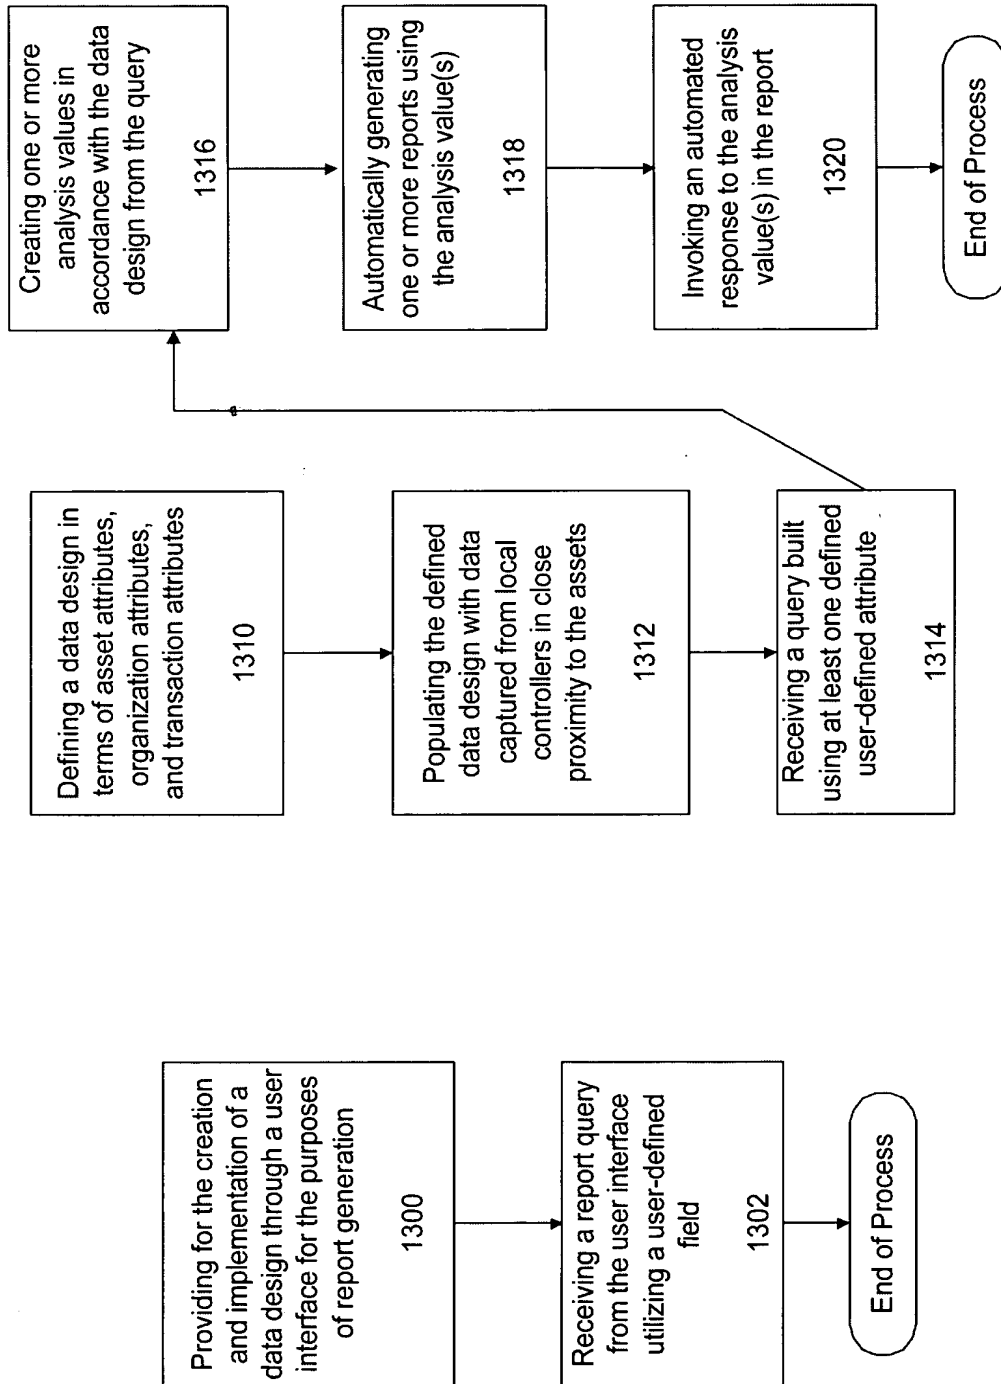 Providing for the creation
and implementation of a
data design through a user
interface for the purposes
of report generation
1300
Receiving a report query
from the user interface
utilizing a user-defined
field
1302
End of Process
Defining a data design in
terms of asset attributes,
organization attributes,
and transaction attributes
1310
Populating the defined
data design with data
captured from local
controllers in close
proximity to the assets
1312
Receiving a query built
using at least one defined
user-defined attribute
1314
Creating one or more
analysis values in
accordance with the data
design from the query
1316
Automatically generating
one or more reports using
the analysis value(s)
1318
Invoking an automated
response to the analysis
value(s) in the report
1320
End of Process